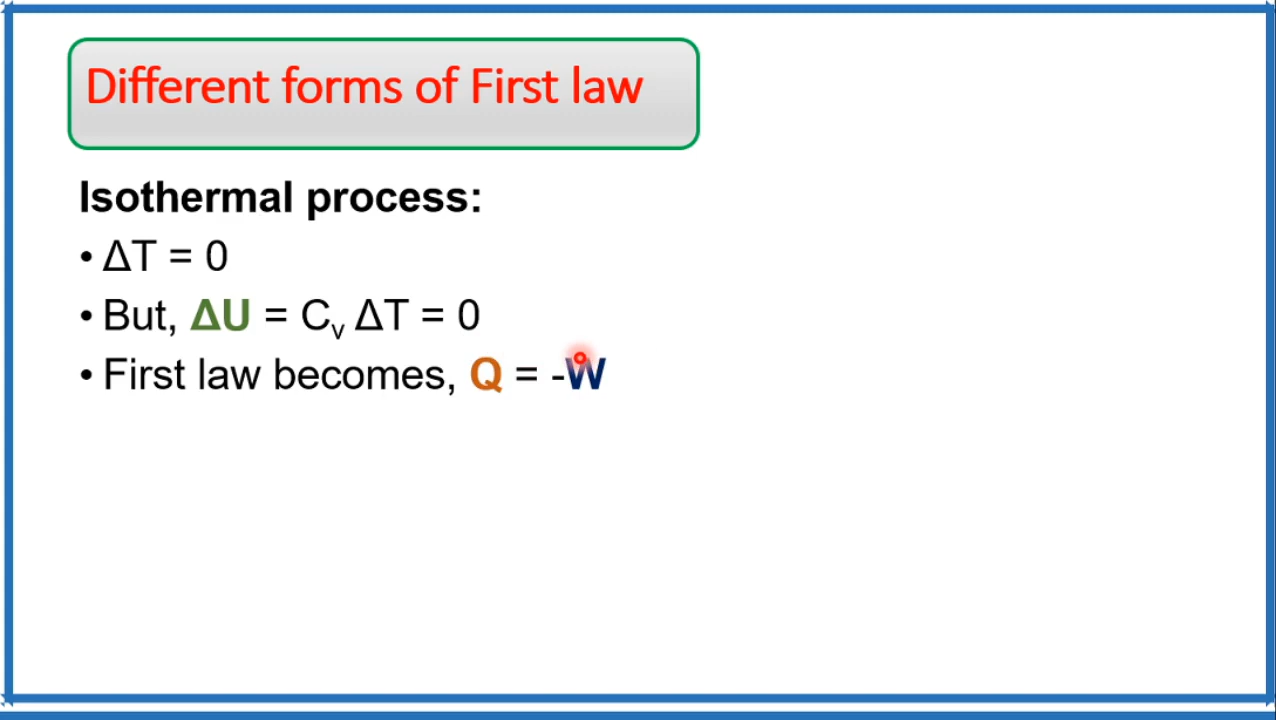 Different forms of First law
Isothermal process:
• ΔT = 0
• But, ΔU = Cv ΔT = 0
• First law becomes, Q = -W